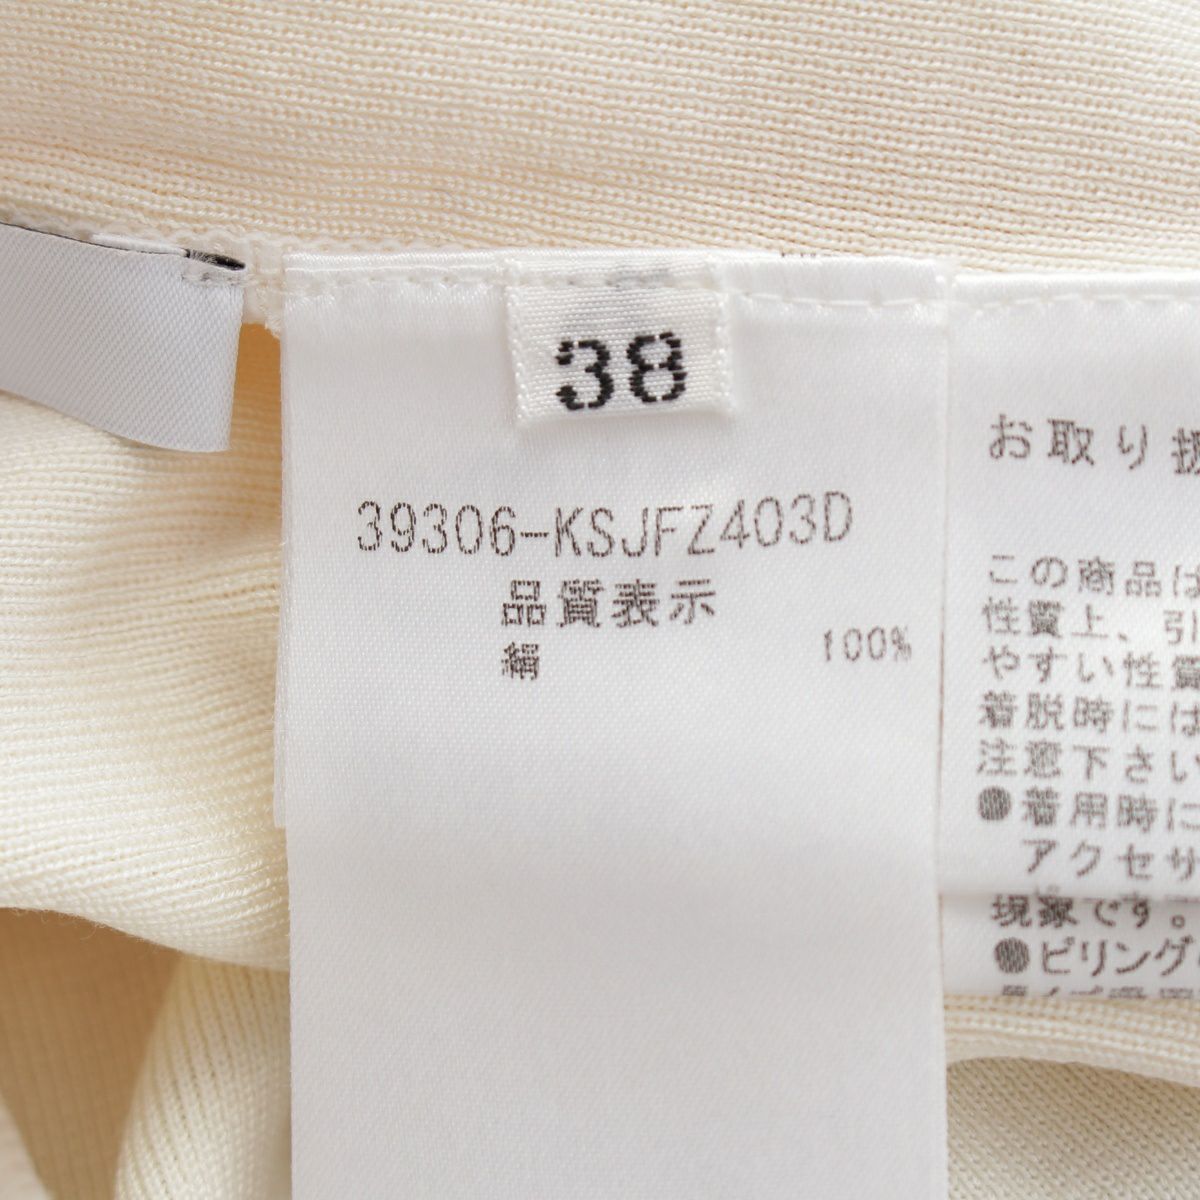 38
39306-KSJFZ403D
品質表示
絹 100%
お取り扱
この商品は
性質上、引
やすい性質
着脱時には
注意下さい
●着用時に
アクセサ
現象です。
●ピリング